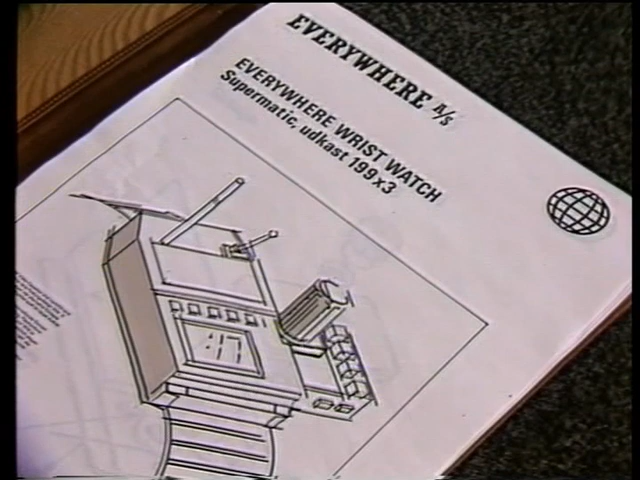 EVERYWHERE A/S
EVERYWHERE WRIST WATCH
Supermatic, udkast 199x3